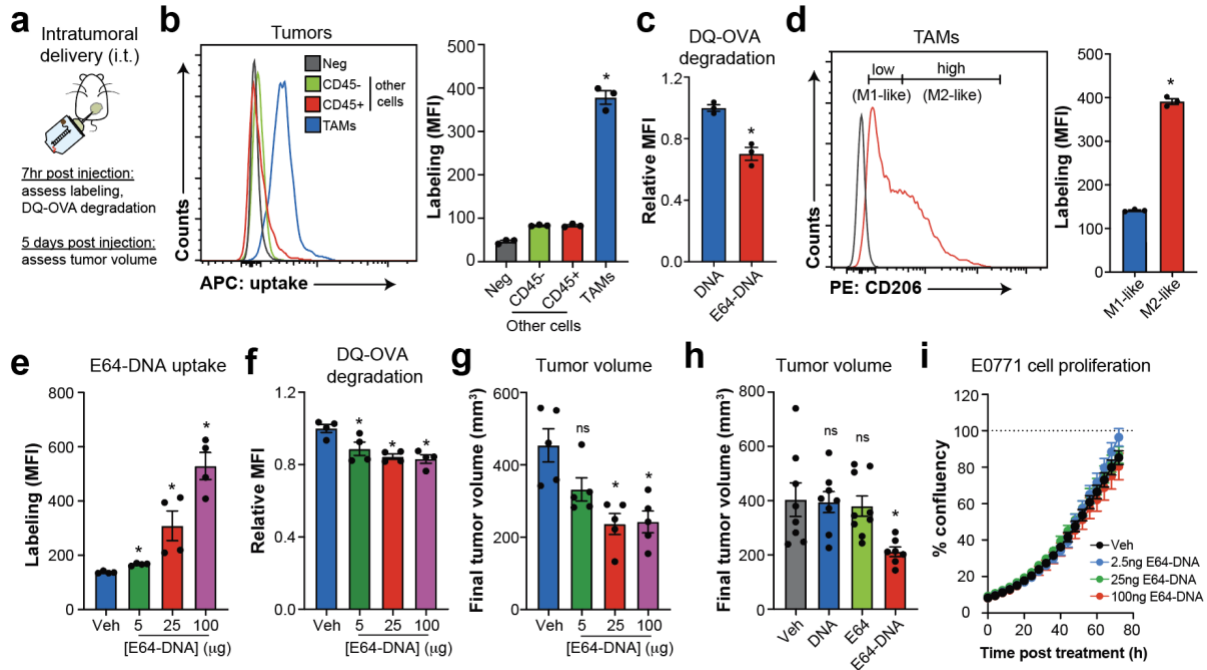 a
Intratumoral
delivery (i.t.)
7hr post injection:
assess labeling,
DQ-OVA degradation
5 days post injection:
assess tumor volume
b
Tumors
Neg
CD45-
CD45+
other
cells
TAMs
Counts
APC: uptake
Labeling (MFI)
500
400
300
200
100
0
*
Neg
CD45-
CD45+
TAMs
Other cells
c
DQ-OVA
degradation
Relative MFI
1.2
0.8
0.4
0.0
*
DNA
E64-DNA
d
TAMs
low
high
(M1-like)
(M2-like)
Counts
PE: CD206
Labeling (MFI)
500
400
300
200
100
0
*
M1-like
M2-like
e
E64-DNA uptake
Labeling (MFI)
800
600
400
200
0
* * *
Veh 5 25 100
[E64-DNA] (μg)
f
DQ-OVA
degradation
Relative MFI
1.2
0.8
0.4
0.0
* * *
Veh 5 25 100
[E64-DNA] (μg)
g
Tumor volume
Final tumor volume (mm³)
600
400
200
0
ns * *
Veh 5 25 100
[E64-DNA] (μg)
h
Tumor volume
Final tumor volume (mm³)
800
600
400
200
0
ns ns *
Veh
DNA
E64
E64-DNA
i
E0771 cell proliferation
% confluency
120
100
80
60
40
20
0
Veh
2.5ng E64-DNA
25ng E64-DNA
100ng E64-DNA
0 20 40 60 80
Time post treatment (h)